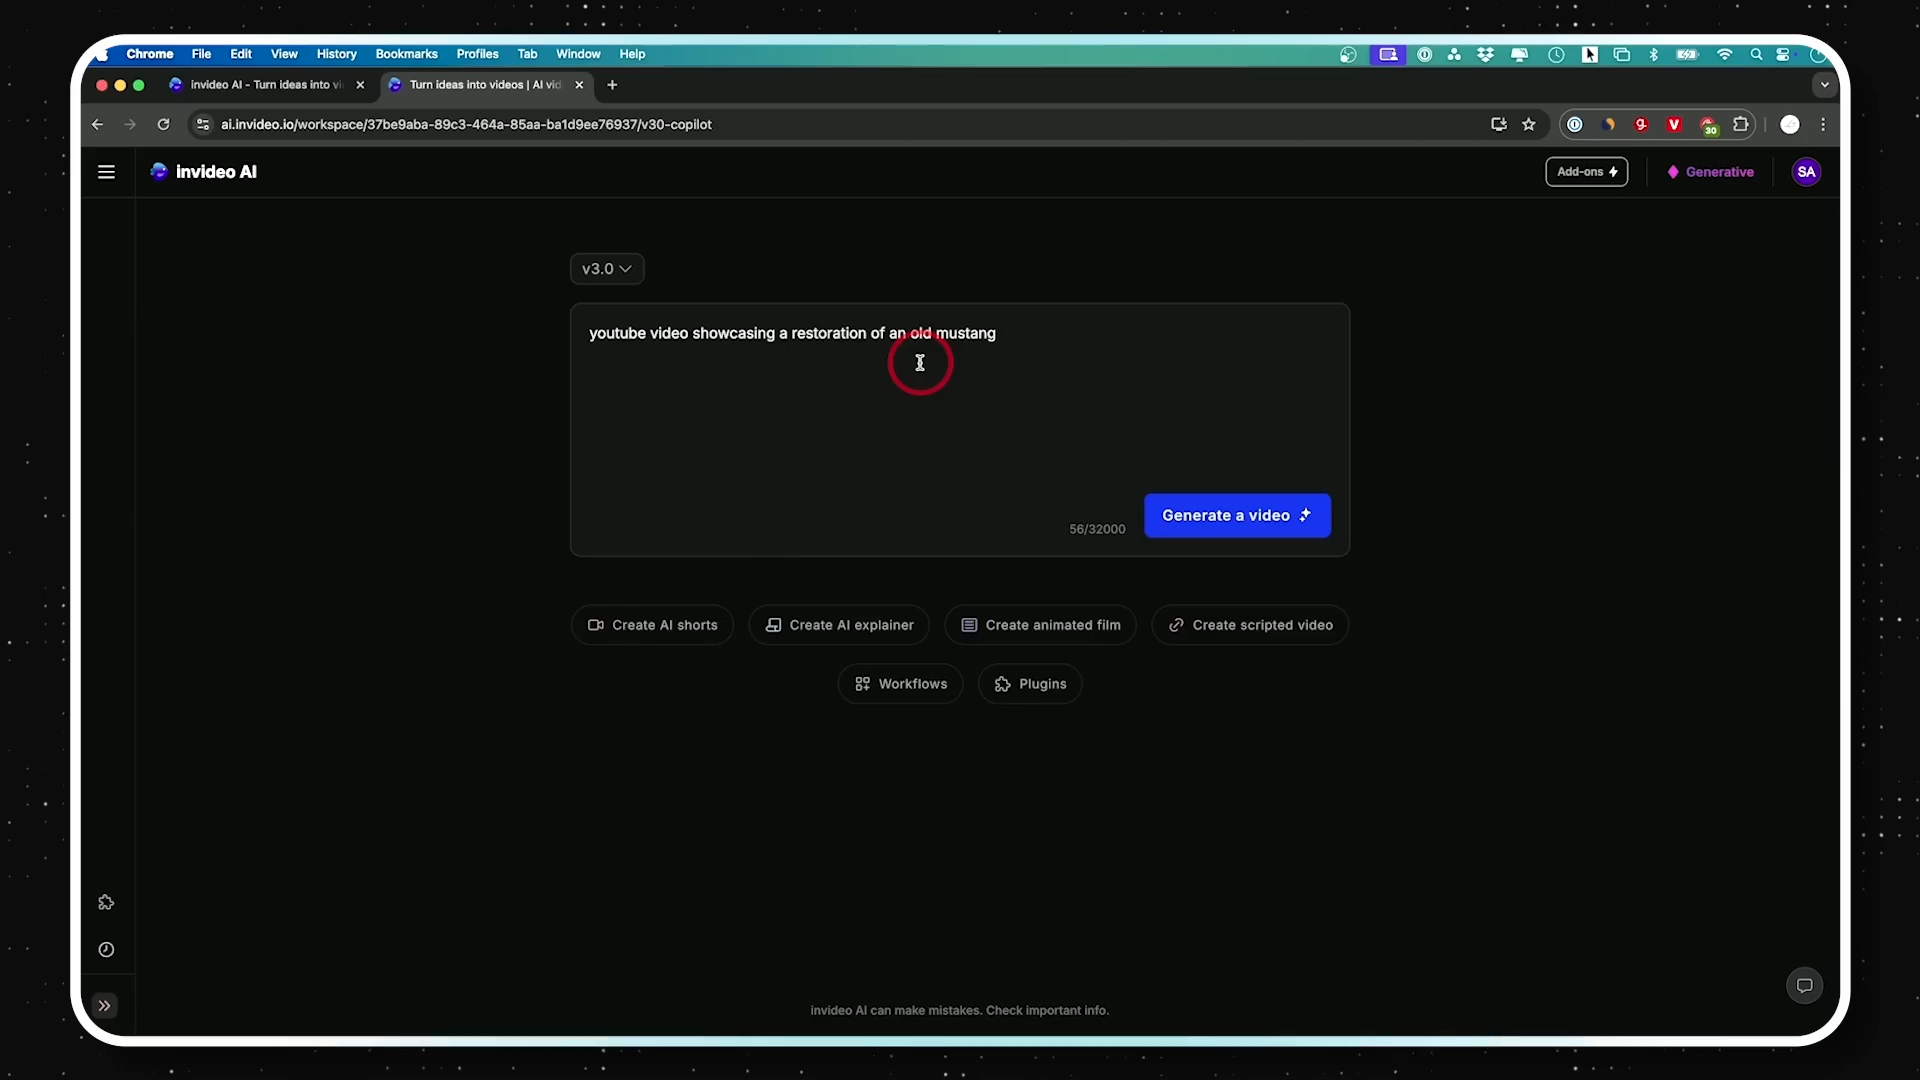 Chrome File Edit View History Bookmarks Profiles Tab Window Help
invideo AI - Turn ideas into vi
Turn ideas into videos | AI vid
ai.invideo.io/workspace/37be9aba-89c3-464a-85aa-ba1d9ee76937/v30-copilot
g.
V
30
invideo AI
Add-ons
Generative
SA
v3.0
youtube video showcasing a restoration of an old mustang
56/32000
Generate a video
Create AI shorts
Create AI explainer
Create animated film
Create scripted video
Workflows
Plugins
invideo AI can make mistakes. Check important info.